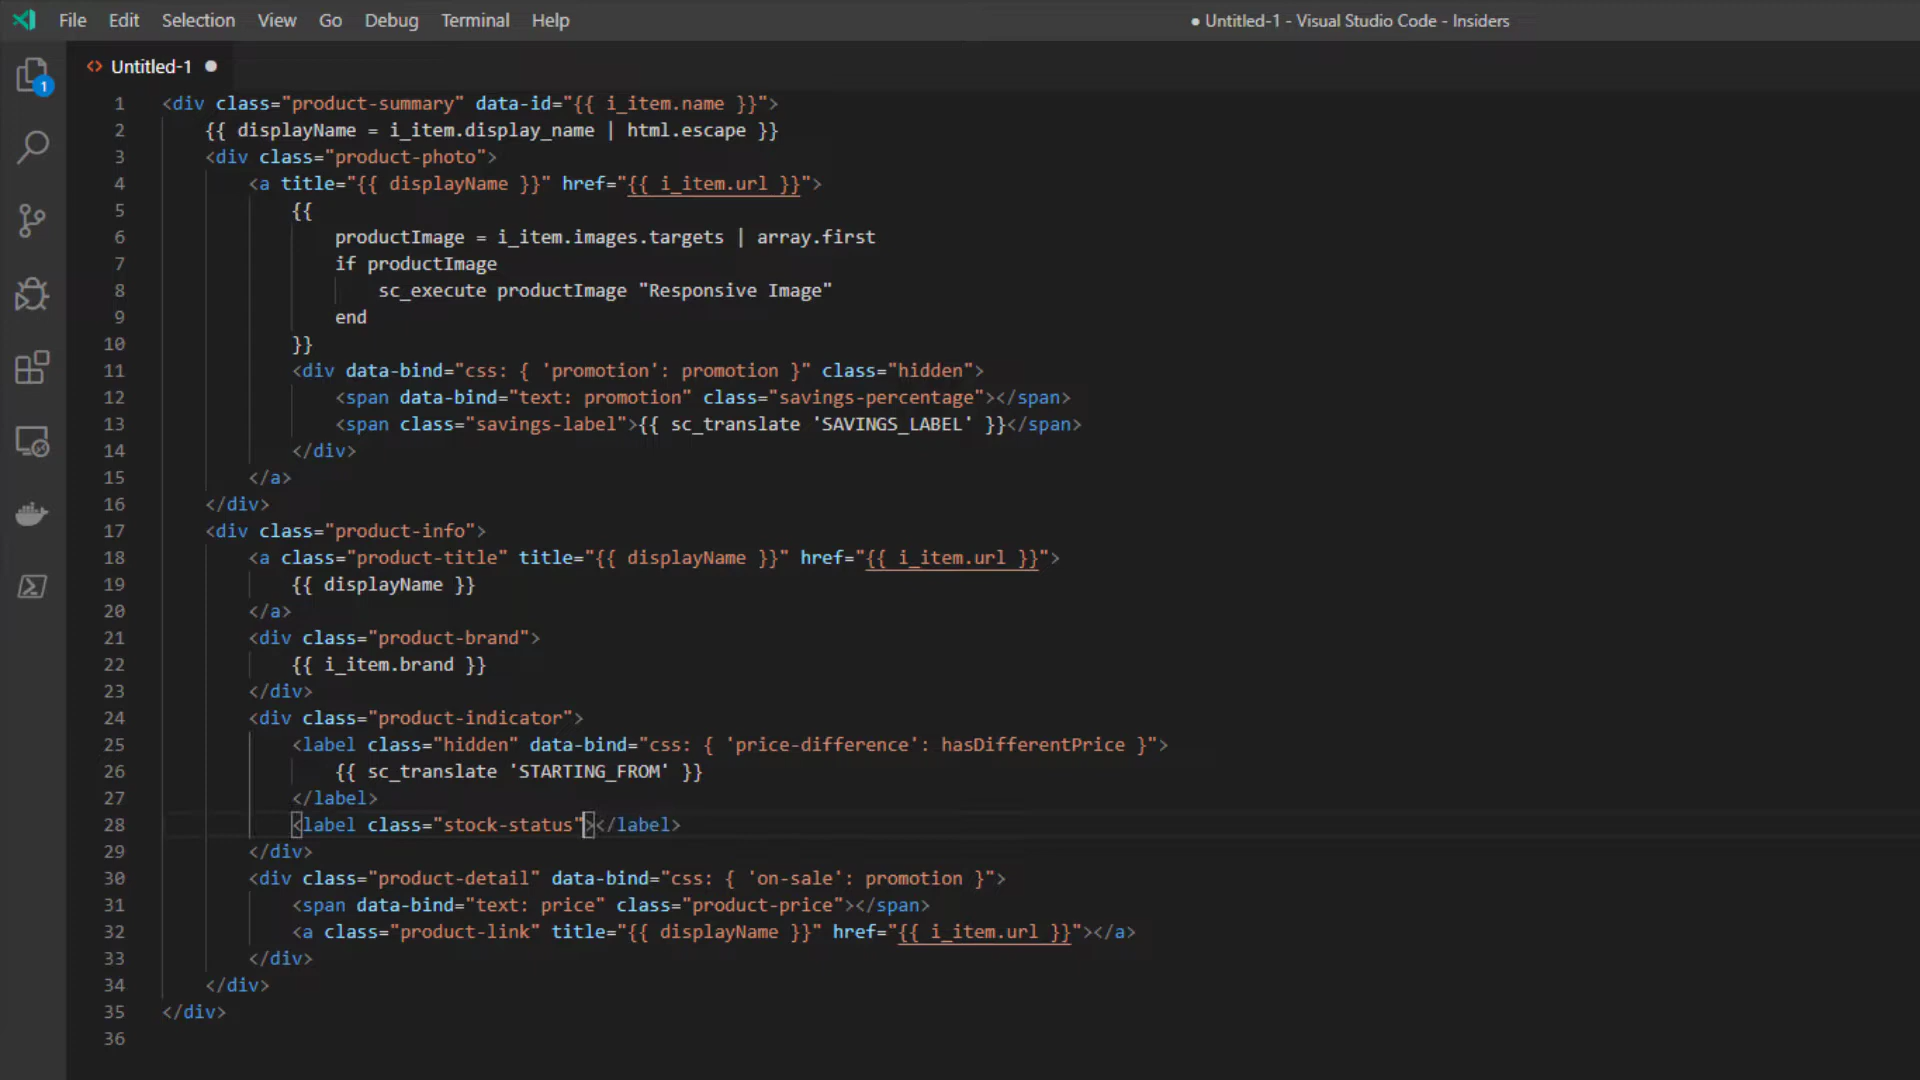 File Edit Selection View Go Debug Terminal Help
● Untitled-1 - Visual Studio Code - Insiders
<> Untitled-1 ●
1
1 <div class="product-summary" data-id="{{ i_item.name }}">
2 {{ displayName = i_item.display_name | html.escape }}
3 <div class="product-photo">
4 <a title="{{ displayName }}" href="{{ i_item.url }}">
5 {{
6 productImage = i_item.images.targets | array.first
7 if productImage
8 sc_execute productImage "Responsive Image"
9 end
10 }}
11 <div data-bind="css: { 'promotion': promotion }" class="hidden">
12 <span data-bind="text: promotion" class="savings-percentage"></span>
13 <span class="savings-label">{{ sc_translate 'SAVINGS_LABEL' }}</span>
14 </div>
15 </a>
16 </div>
17 <div class="product-info">
18 <a class="product-title" title="{{ displayName }}" href="{{ i_item.url }}">
19 {{ displayName }}
20 </a>
21 <div class="product-brand">
22 {{ i_item.brand }}
23 </div>
24 <div class="product-indicator">
25 <label class="hidden" data-bind="css: { 'price-difference': hasDifferentPrice }">
26 {{ sc_translate 'STARTING_FROM' }}
27 </label>
28 <label class="stock-status"></label>
29 </div>
30 <div class="product-detail" data-bind="css: { 'on-sale': promotion }">
31 <span data-bind="text: price" class="product-price"></span>
32 <a class="product-link" title="{{ displayName }}" href="{{ i_item.url }}"></a>
33 </div>
34 </div>
35 </div>
36